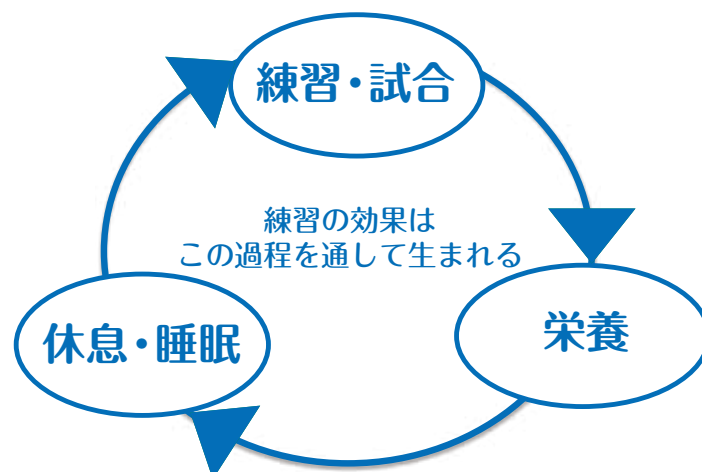 練習・試合
練習の効果は
この過程を通して生まれる
休息・睡眠
栄養